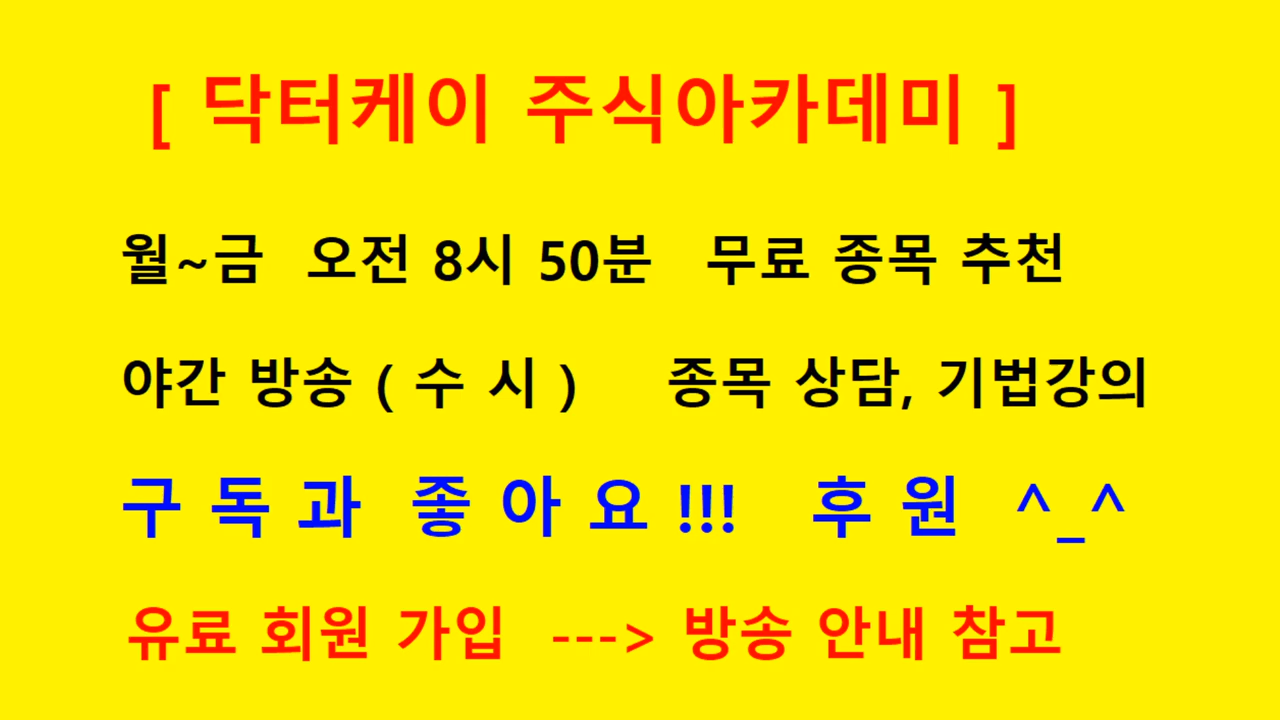 [ 닥터케이 주식아카데미 ]
월~금 오전 8시 50분 무료 종목 추천
야간 방송 ( 수 시 ) 종목 상담, 기법강의
구 독 과 좋 아 요 !!! 후 원 ^_^
유료 회원 가입 ---> 방송 안내 참고